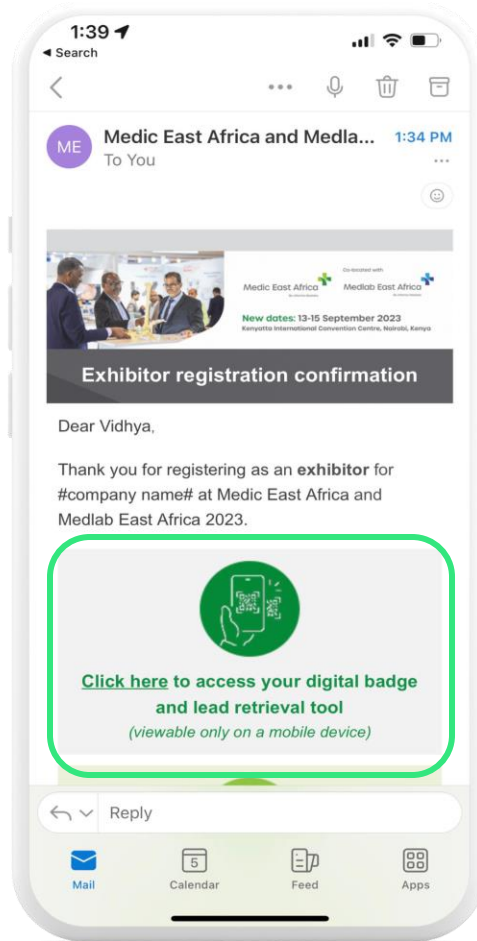 1:39
Search
ME
Medic East Africa and Medla...
1:34 PM
To You
Co-located with
Medic East Africa
Medlab East Africa
New dates: 13-15 September 2023
Kenyatta International Convention Centre, Nairobi, Kenya
Exhibitor registration confirmation
Dear Vidhya,
Thank you for registering as an exhibitor for
#company name# at Medic East Africa and
Medlab East Africa 2023.
Click here to access your digital badge
and lead retrieval tool
(viewable only on a mobile device)
Reply
5
Mail
Calendar
Feed
Apps